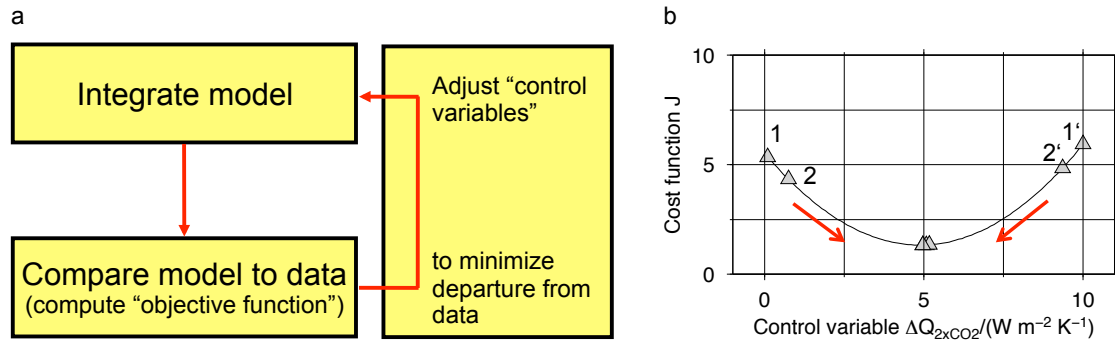 a
Integrate model
Adjust “control
variables”
Compare model to data
(compute “objective function”)
to minimize
departure from
data
b
Cost function J
10
5
0
1
2
1‘
2‘
0
5
10
Control variable ΔQ2xCO2/(W m−2 K−1)